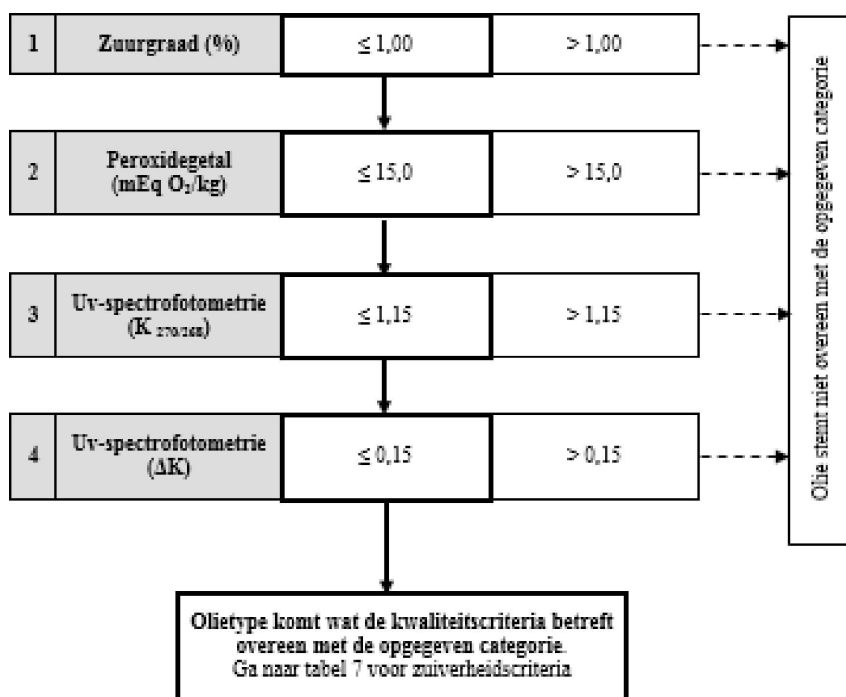 1 Zuurgraad (%) ≤ 1,00 > 1,00
2 Peroxidegetal
(mEq O₂/kg) ≤ 15,0 > 15,0
3 Uv-spectrofotometrie
(K 270/268) ≤ 1,15 > 1,15
4 Uv-spectrofotometrie
(ΔK) ≤ 0,15 > 0,15
Olie stemt niet overeen met de opgegeven categorie
Olietype komt wat de kwaliteitscriteria betreft
overeen met de opgegeven categorie.
Ga naar tabel 7 voor zuiverheidscriteria